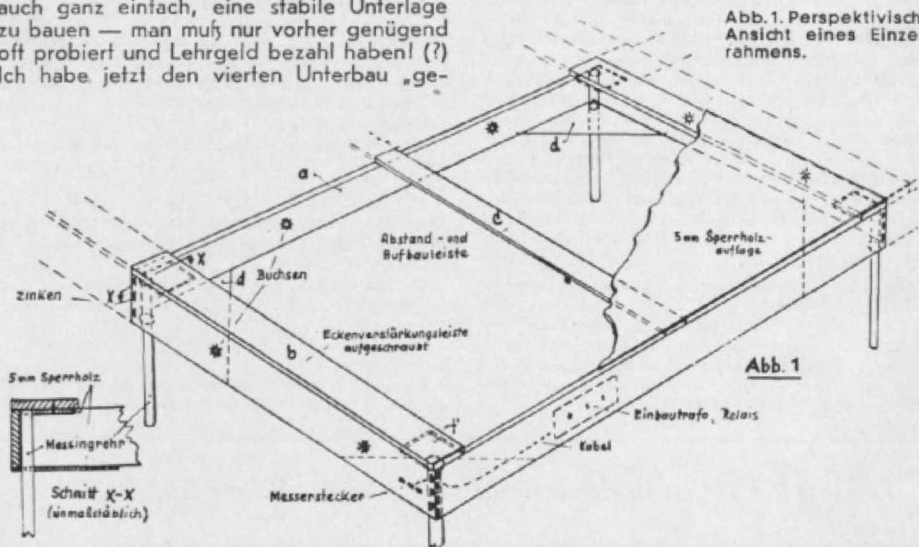 auch ganz einfach, eine stabile Unterlage
zu bauen — man muß nur vorher genügend
oft probiert und Lehrgeld bezahl haben! (?)
Ich habe jetzt den vierten Unterbau „ge-
Abb. 1. Perspektivisch
Ansicht eines Einze
rahmens.
a
d
c
Abstand- und
Aufbauleiste
5mm Sperrholz-
auflage
x
Zinken
x
d
Buchsen
e
b
Eckenverstärkungsleiste
aufgeschraubt
Abb. 1
5mm Sperrholz
f
Einbautrafo, Relais
Messingrohr
Kabel
Messerstecker
Schnitt X-X
(unmaßstäblich)